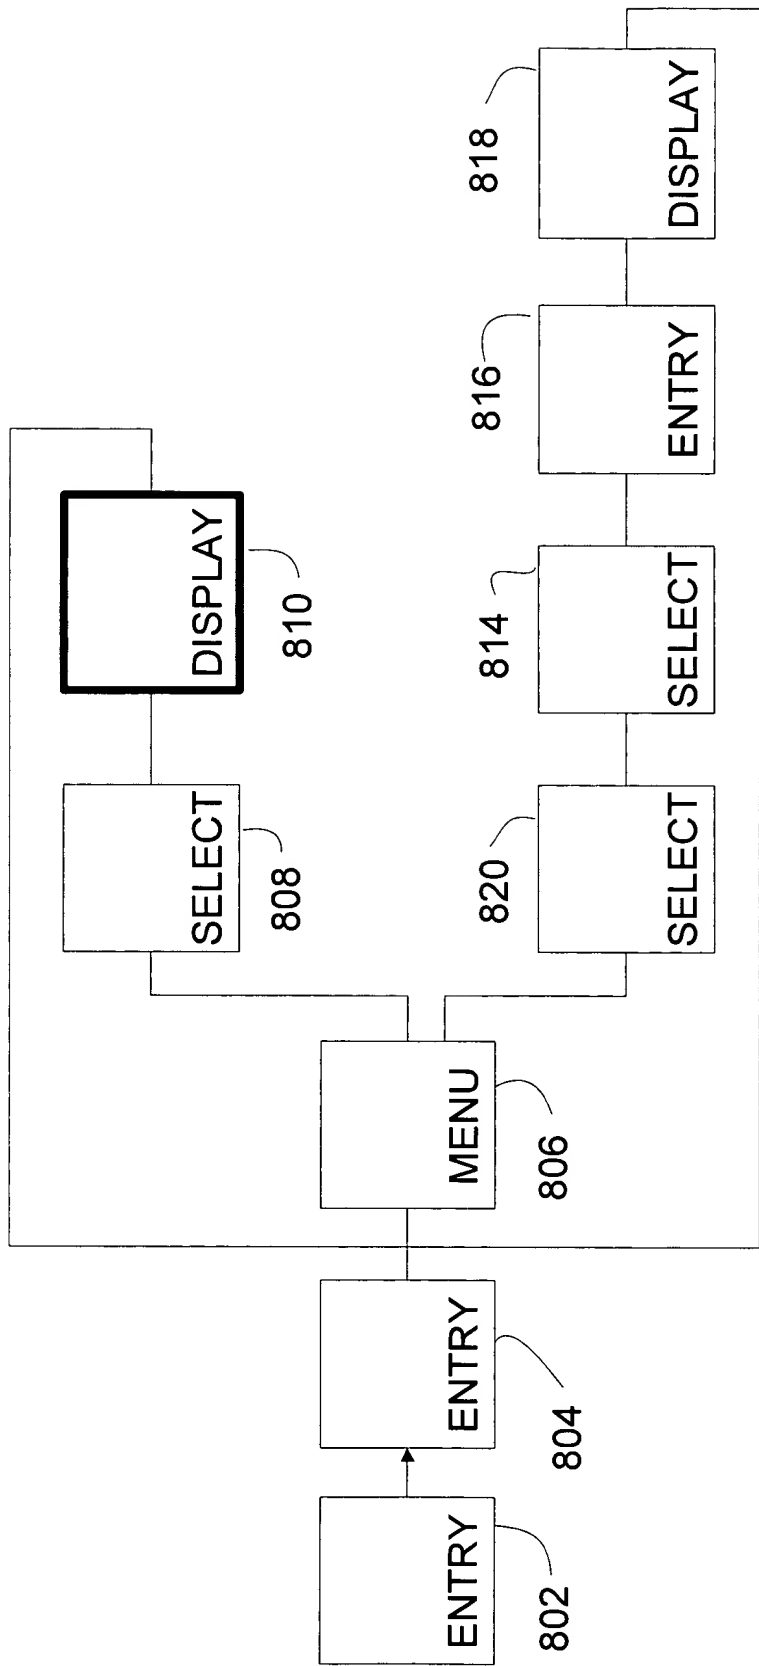 ENTRY
802
ENTRY
804
MENU
806
SELECT
808
DISPLAY
810
SELECT
820
SELECT
814
ENTRY
816
DISPLAY
818